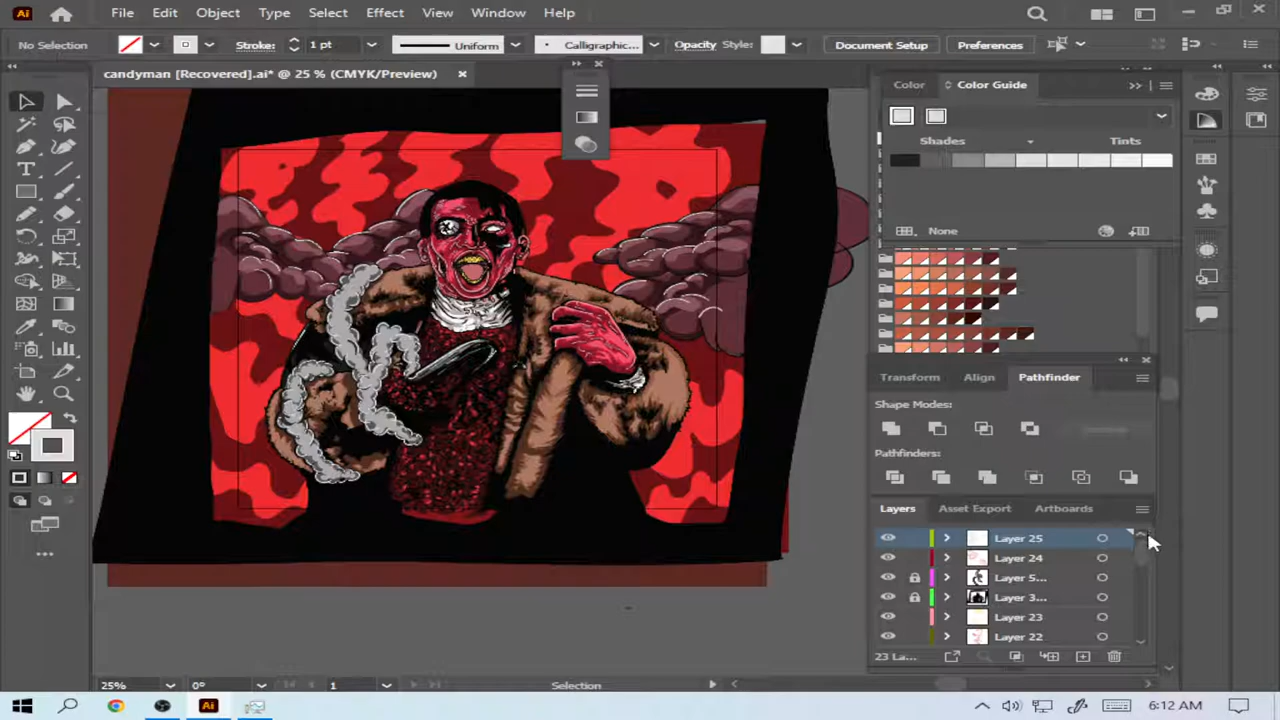 Ai File Edit Object Type Select Effect View Window Help
No Selection Stroke: 1 pt Uniform Calligraphic... Opacity Style: Document Setup Preferences
candyman [Recovered].ai* @ 25 % (CMYK/Preview)
Color Color Guide
Shades Tints
None
Transform Align Pathfinder
Shape Modes:
Pathfinders:
Layers Asset Export Artboards
Layer 25
Layer 24
Layer 5...
Layer 3...
Layer 23
Layer 22
23 La...
25% 0° 1 Selection
Ai 6:12 AM